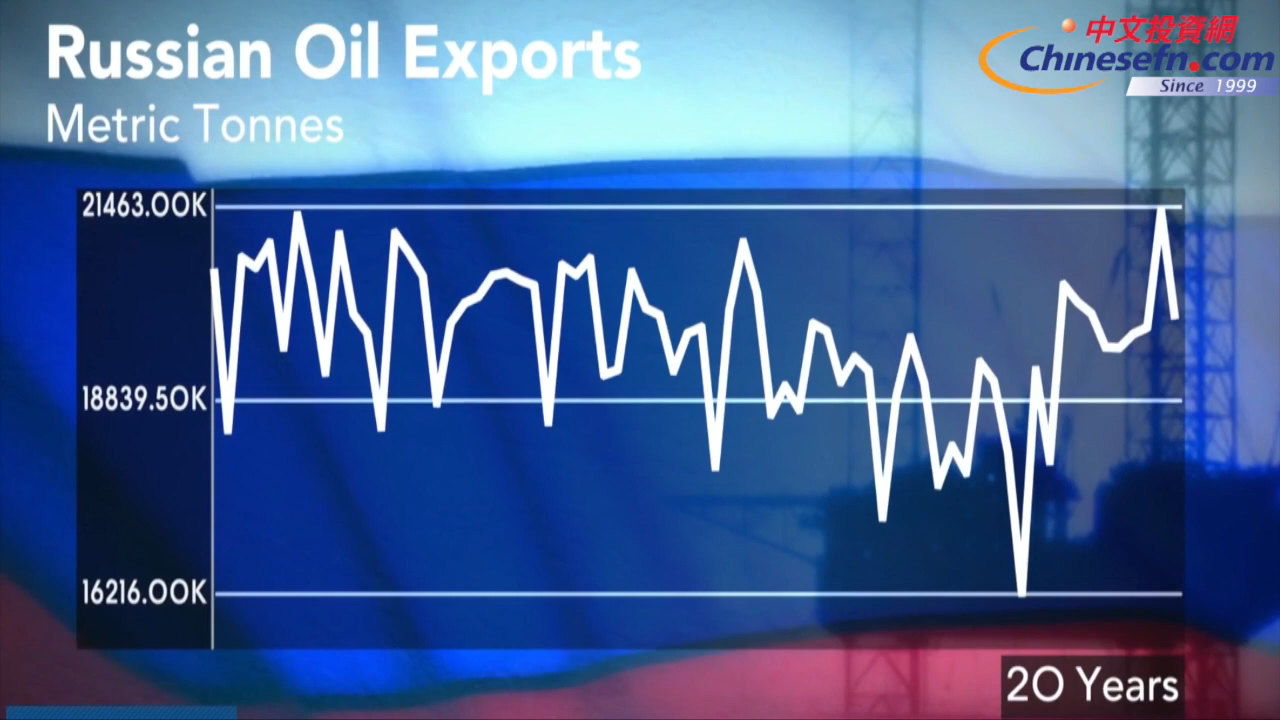 Russian Oil Exports
Metric Tonnes
中文投資網
Chinesefn.com
Since 1999
21463.00K
18839.50K
16216.00K
20 Years